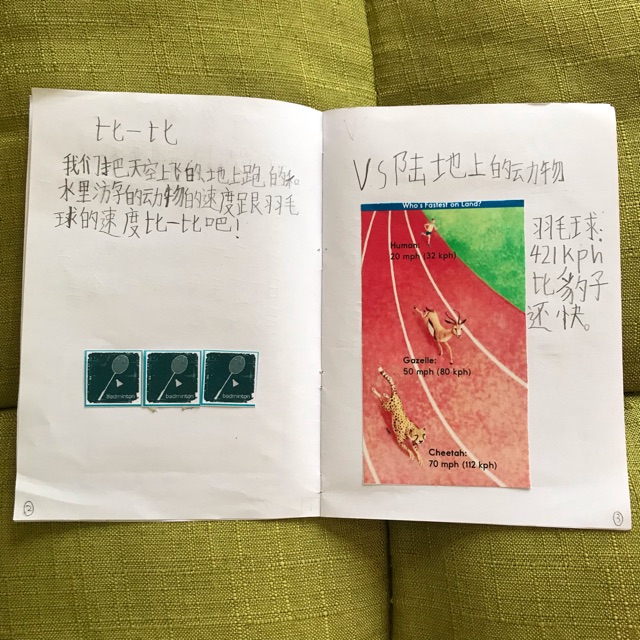 比一比
我们把天空上飞的、地上跑的和
水里游字的动物的速度跟羽毛
球的速度比一比吧!
badminton
badminton
badminton
2
VS陆地上的动物
Who's Fastest on Land?
Human:
20 mph (32 kph)
Gazelle:
50 mph (80 kph)
Cheetah:
70 mph (112 kph)
羽毛球:
421kph
比豹子
还快。
3